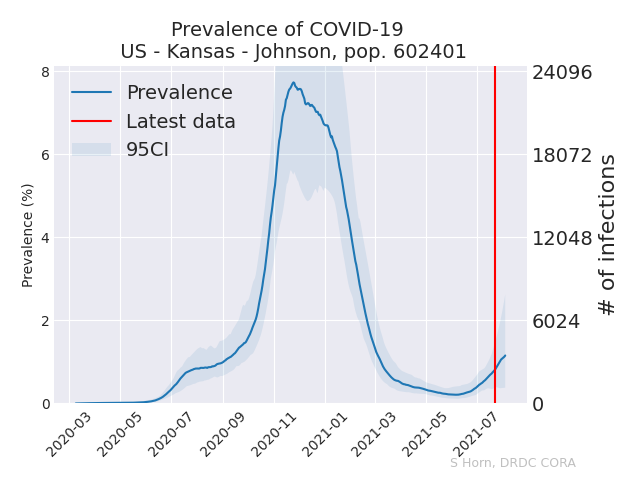 Prevalence of COVID-19
US - Kansas - Johnson, pop. 602401
8
6
4
2
0
Prevalence (%)
Prevalence
Latest data
95CI
24096
18072
12048
6024
0
# of infections
2020-03
2020-05
2020-07
2020-09
2020-11
2021-01
2021-03
2021-05
2021-07
S Horn, DRDC CORA